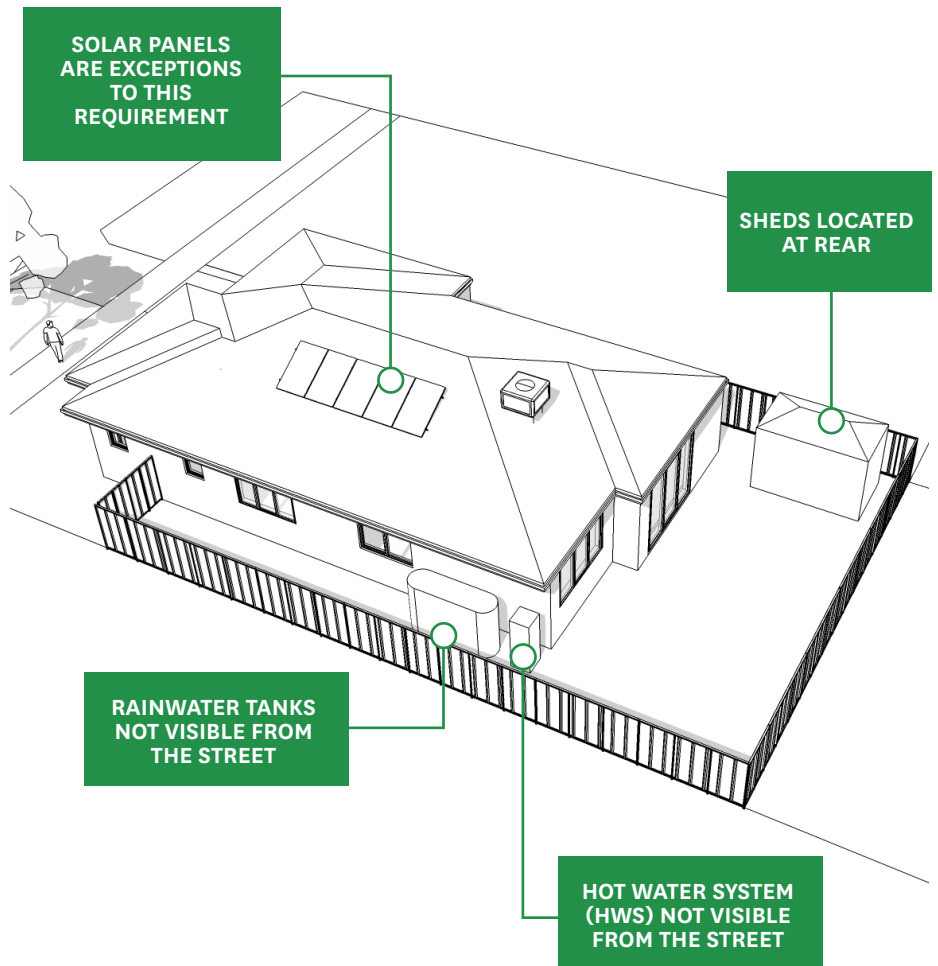 SOLAR PANELS
ARE EXCEPTIONS
TO THIS
REQUIREMENT
SHEDS LOCATED
AT REAR
RAINWATER TANKS
NOT VISIBLE FROM
THE STREET
HOT WATER SYSTEM
(HWS) NOT VISIBLE
FROM THE STREET